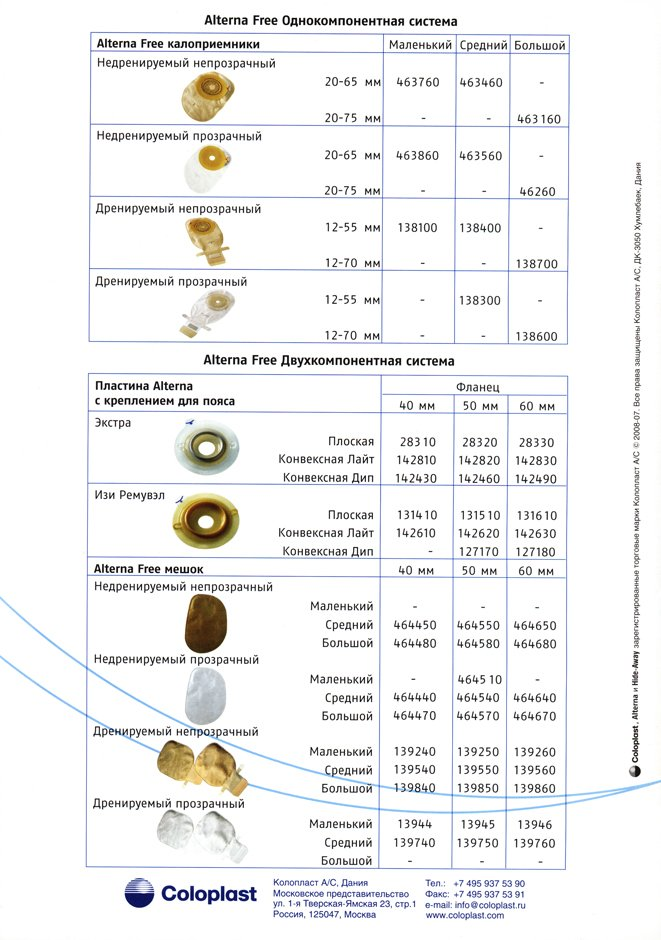 Alterna Free Однокомпонентная система
Alterna Free калоприемники Маленький Средний Большой
Недренируемый непрозрачный
20-65 мм 463760 463460 -
20-75 мм - - 463160
Недренируемый прозрачный
20-65 мм 463860 463560 -
20-75 мм - - 46260
Дренируемый непрозрачный
12-55 мм 138100 138400 -
12-70 мм - - 138700
Дренируемый прозрачный
12-55 мм - 138300 -
12-70 мм - - 138600
Alterna Free Двухкомпонентная система
Пластина Alterna Фланец
с креплением для пояса 40 мм 50 мм 60 мм
Экстра
Плоская 28310 28320 28330
Конвексная Лайт 142810 142820 142830
Конвексная Дип 142430 142460 142490
Изи Ремувэл
Плоская 131410 131510 131610
Конвексная Лайт 142610 142620 142630
Конвексная Дип - 127170 127180
Alterna Free мешок 40 мм 50 мм 60 мм
Недренируемый непрозрачный
Маленький - - -
Средний 464450 464550 464650
Большой 464480 464580 464680
Недренируемый прозрачный
Маленький - 464510 -
Средний 464440 464540 464640
Большой 464470 464570 464670
Дренируемый непрозрачный
Маленький 139240 139250 139260
Средний 139540 139550 139560
Большой 139840 139850 139860
Дренируемый прозрачный
Маленький 13944 13945 13946
Средний 139740 139750 139760
Большой - - -
Coloplast
Колопласт А/С, Дания
Московское представительство
ул. 1-я Тверская-Ямская 23, стр.1
Россия, 125047, Москва
Тел.: +7 495 937 53 90
Факс: +7 495 937 53 91
e-mail: info@coloplast.ru
www.coloplast.com
Coloplast, Alterna и Hide-Away зарегистрированные торговые марки Колопласт А/С © 2008-07. Все права защищены Колопласт А/С, ДК-3050 Хумлебаек, Дания